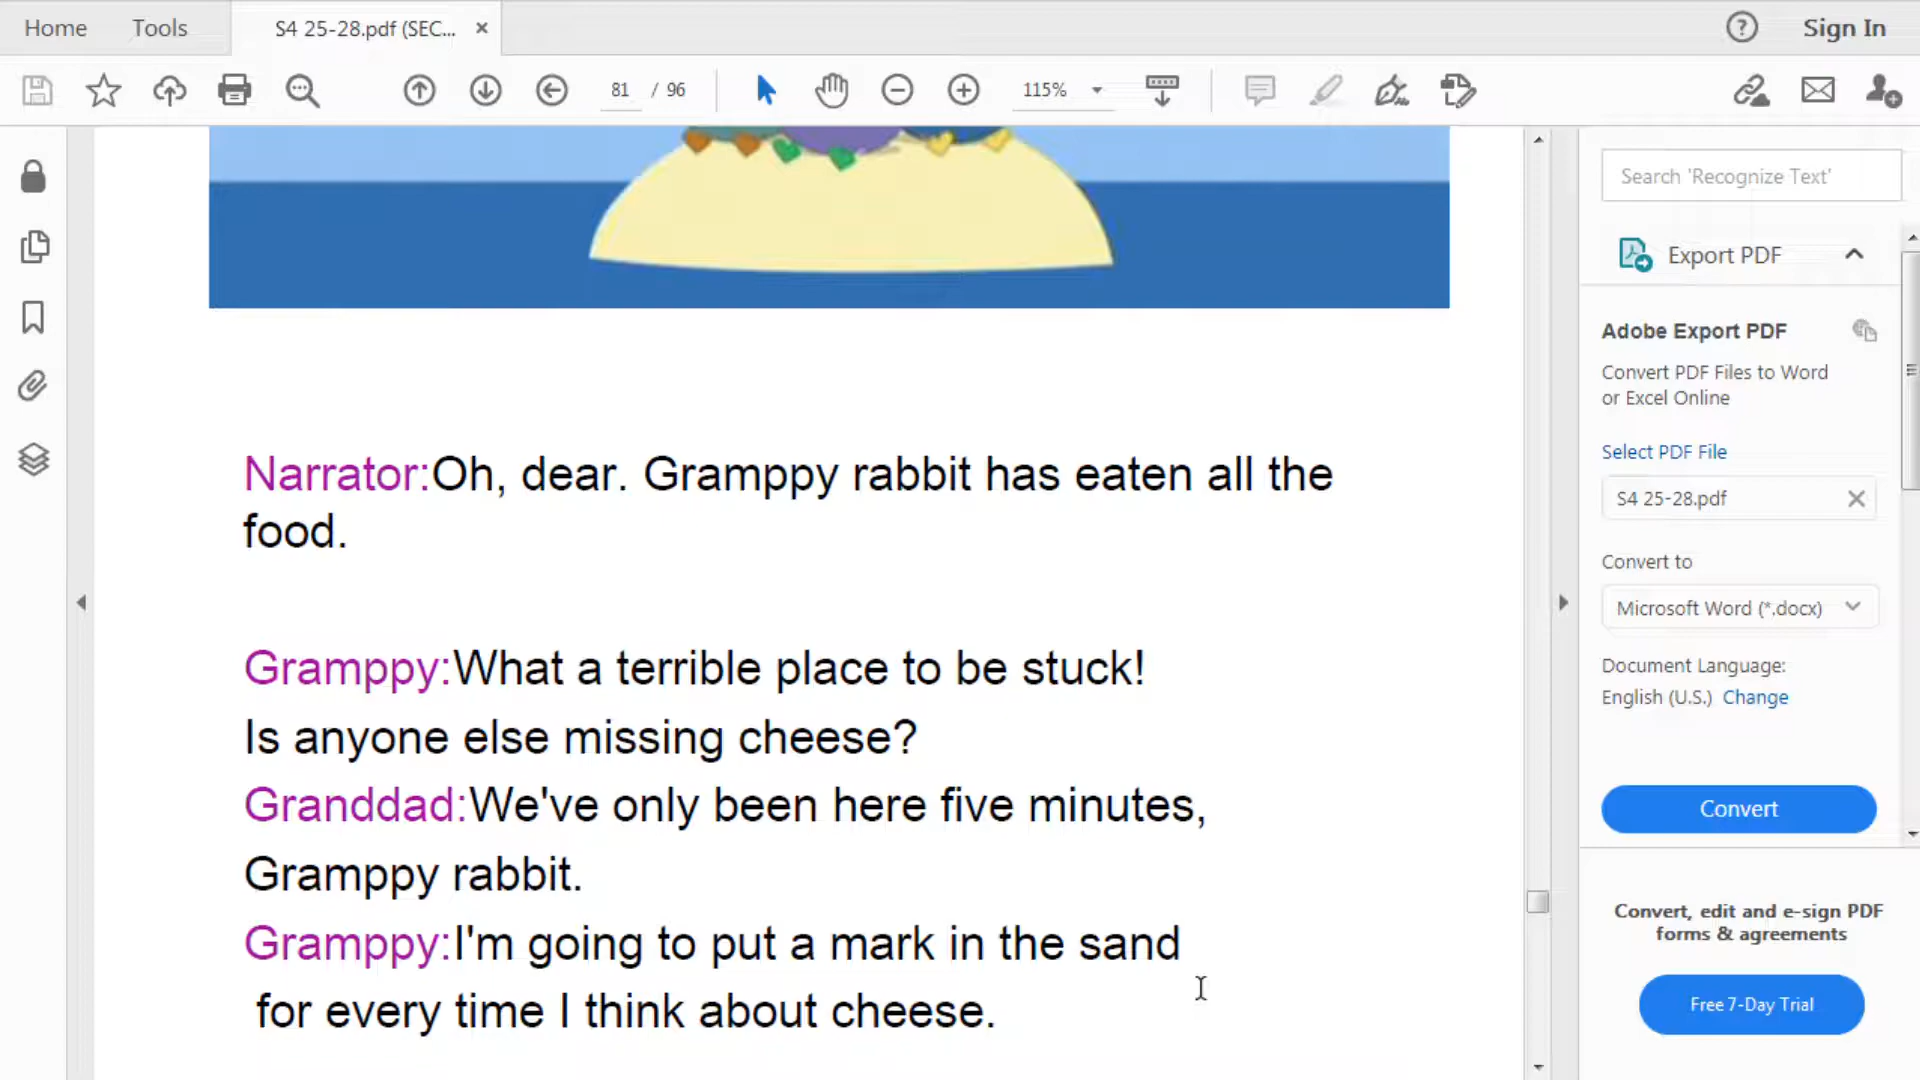 Home Tools S4 25-28.pdf (SEC... × ? Sign In
81 / 96 115%
Search 'Recognize Text'
Export PDF
Adobe Export PDF
Convert PDF Files to Word
or Excel Online
Select PDF File
S4 25-28.pdf
Convert to
Microsoft Word (*.docx)
Document Language:
English (U.S.) Change
Convert
Convert, edit and e-sign PDF
forms & agreements
Free 7-Day Trial
Narrator:Oh, dear. Gramppy rabbit has eaten all the
food.
Gramppy:What a terrible place to be stuck!
Is anyone else missing cheese?
Granddad:We've only been here five minutes,
Gramppy rabbit.
Gramppy:I'm going to put a mark in the sand
for every time I think about cheese.